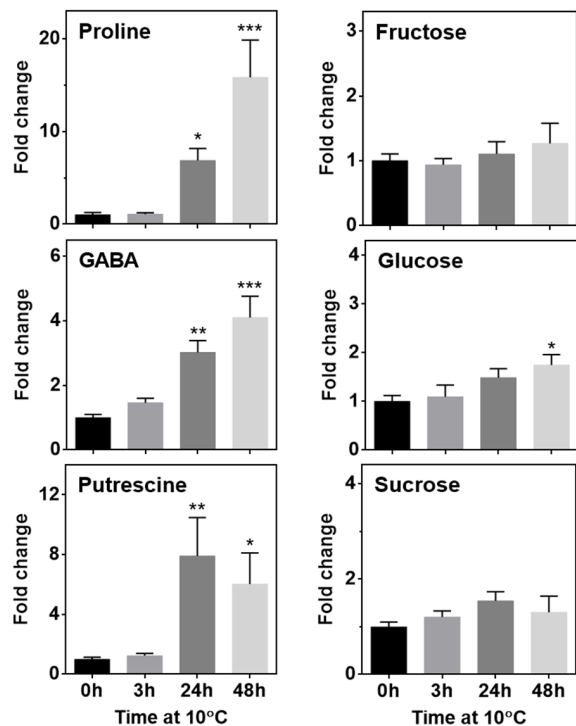 Proline
Fold change
20
10
0
*
***
Fructose
Fold change
3
2
1
0
GABA
Fold change
6
4
2
0
**
***
Glucose
Fold change
4
2
1
0
*
Putrescine
Fold change
12
8
4
0
**
*
0h 3h 24h 48h
Time at 10°C
Sucrose
Fold change
4
2
0
0h 3h 24h 48h
Time at 10°C